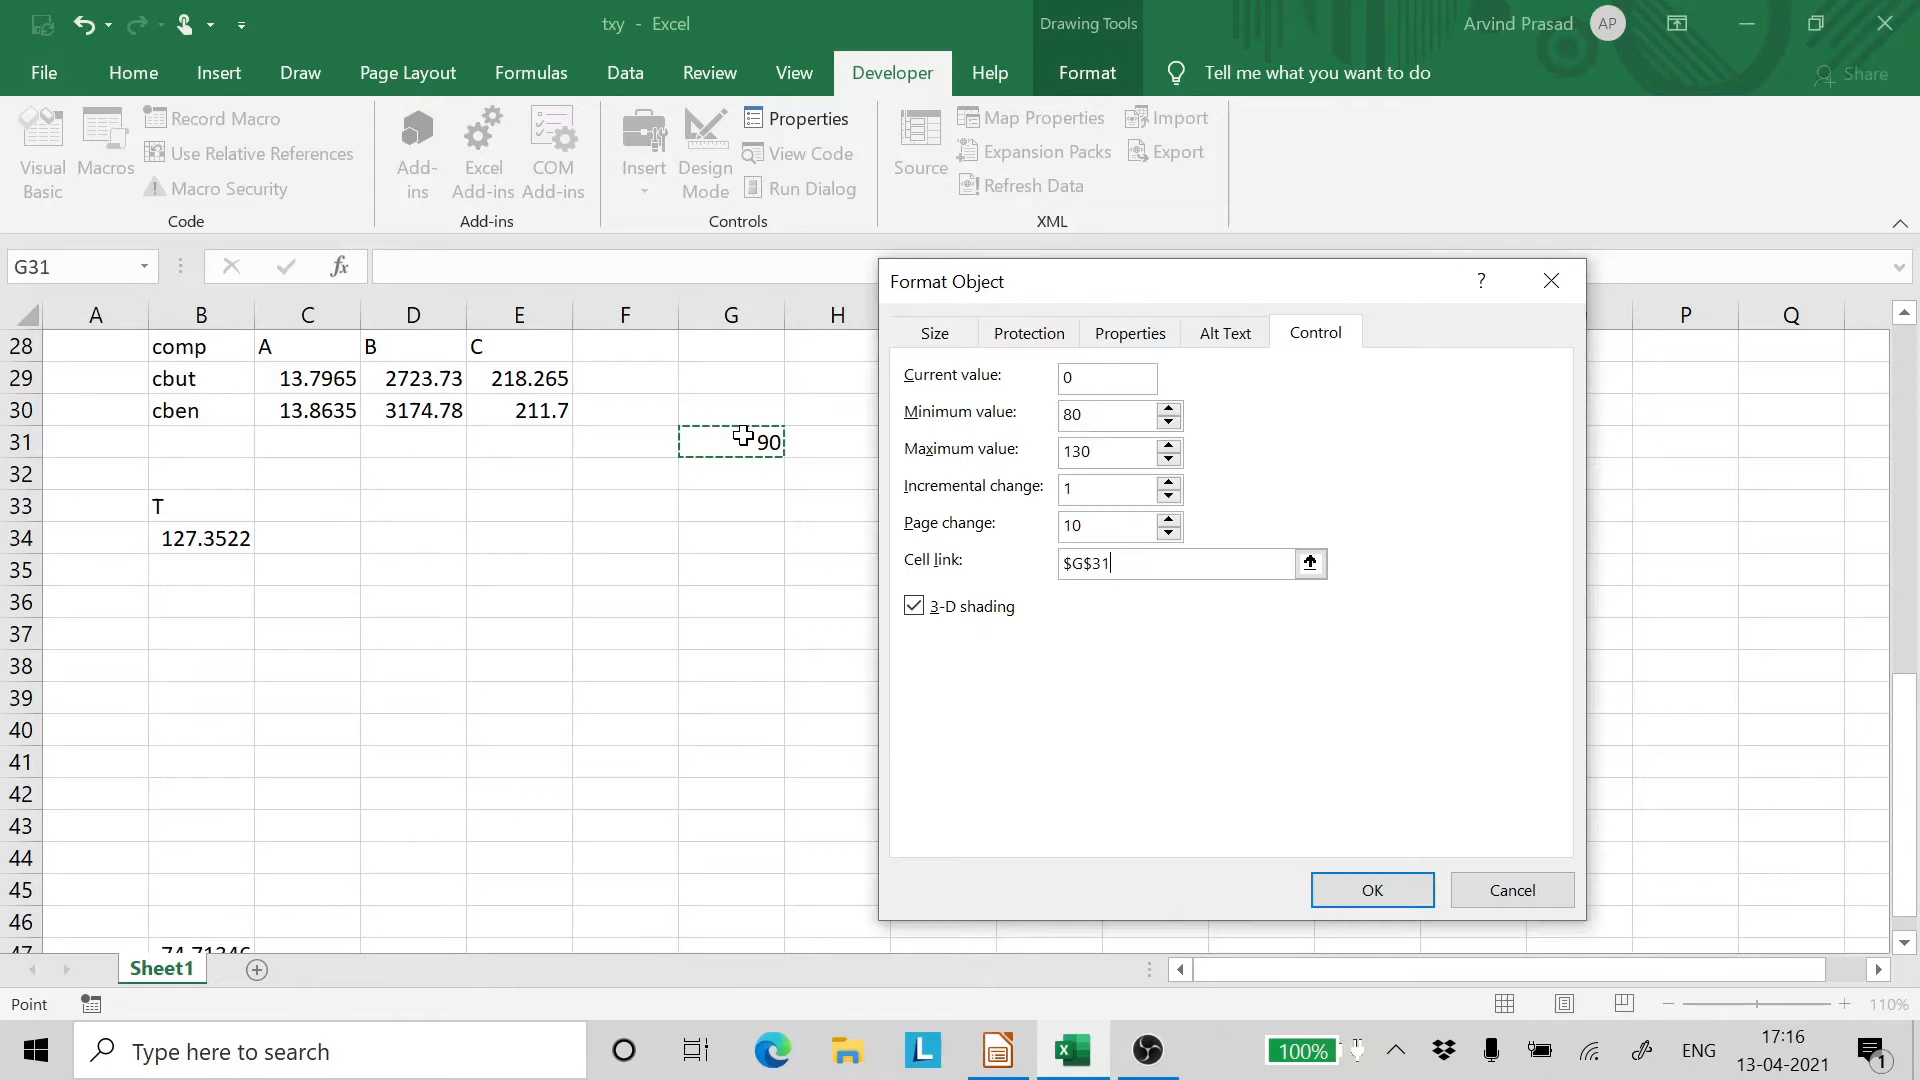 txy - Excel
Drawing Tools
Arvind Prasad
AP
File
Home
Insert
Draw
Page Layout
Formulas
Data
Review
View
Developer
Help
Format
Tell me what you want to do
Share
Visual Basic
Macros
Record Macro
Use Relative References
Macro Security
Code
Add-ins
Excel Add-ins
COM Add-ins
Add-ins
Insert
Design Mode
Properties
View Code
Run Dialog
Controls
Source
Map Properties
Expansion Packs
Refresh Data
Import
Export
XML
G31
fx
A B C D E F G H P Q
28 comp A B C
29 cbut 13.7965 2723.73 218.265
30 cben 13.8635 3174.78 211.7
31 90
32
33 T
34 127.3522
35
36
37
38
39
40
41
42
43
44
45
46
47 74.71346
Format Object
?
Size
Protection
Properties
Alt Text
Control
Current value: 0
Minimum value: 80
Maximum value: 130
Incremental change: 1
Page change: 10
Cell link: $G$31
3-D shading
OK
Cancel
Sheet1
Point
110%
Type here to search
L
100%
ENG
17:16
13-04-2021
1